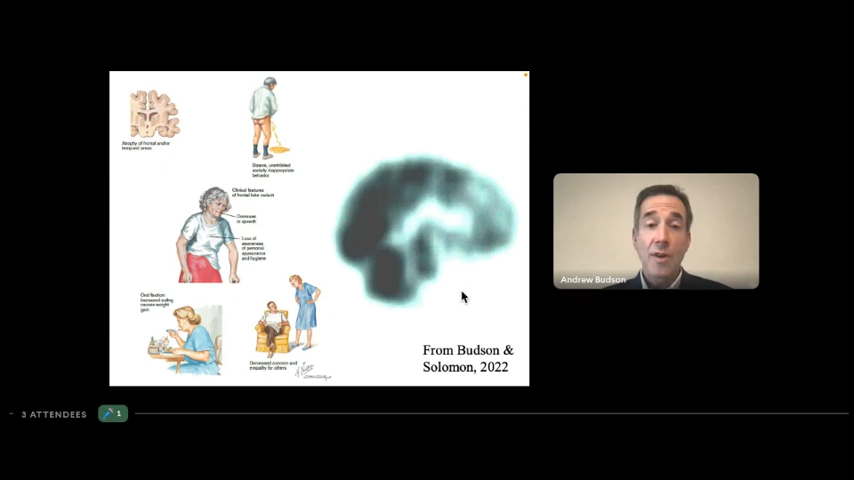 Atrophy of frontal and/or
temporal areas
Bizarre, uninhibited
socially inappropriate
behavior
Clinical features
of frontal lobe variant
Decrease
in speech
Loss of
awareness
of personal
appearance
and hygiene
Oral fixation
Increased eating
causes weight
gain
Decreased concern and
empathy for others
From Budson &
Solomon, 2022
Andrew Budson
3 ATTENDEES
1